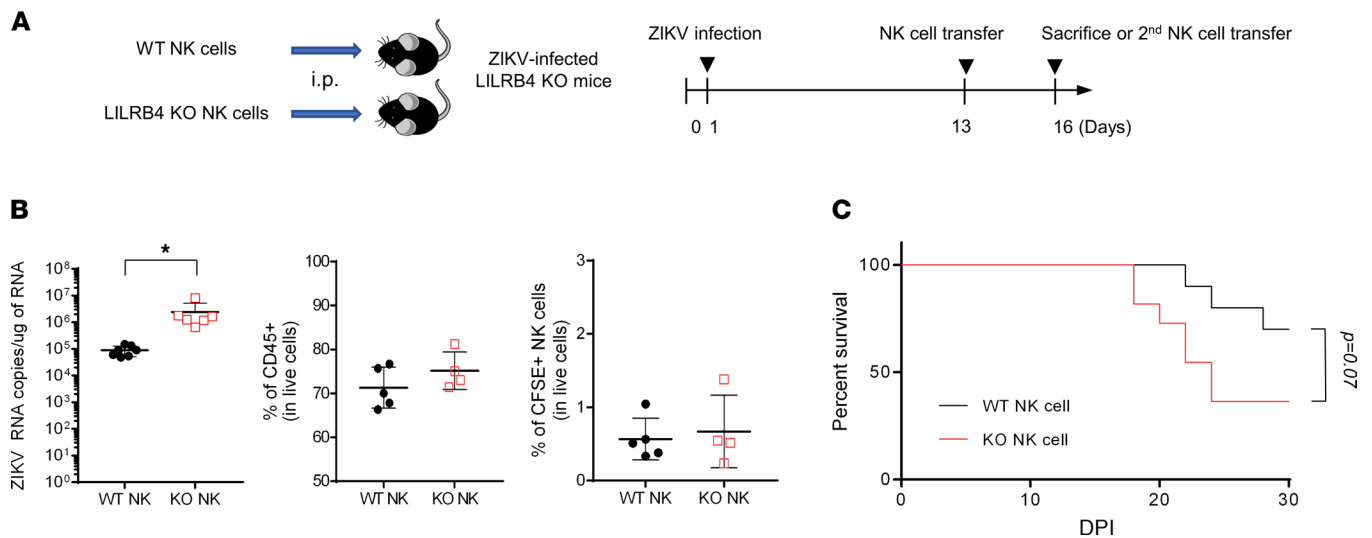 A
WT NK cells
LILRB4 KO NK cells
i.p.
ZIKV-infected
LILRB4 KO mice
ZIKV infection
NK cell transfer
Sacrifice or 2nd NK cell transfer
0 1 13 16 (Days)
B
ZIKV RNA copies/ug of RNA
10⁸
10⁷
10⁶
10⁵
10⁴
10³
10²
10¹
10⁰
*
WT NK KO NK
% of CD45+
(in live cells)
100
90
80
70
60
50
WT NK KO NK
% of CFSE+ NK cells
(in live cells)
3
2
1
0
WT NK KO NK
C
Percent survival
100
50
0
WT NK cell
KO NK cell
p=0.07
0 10 20 30
DPI